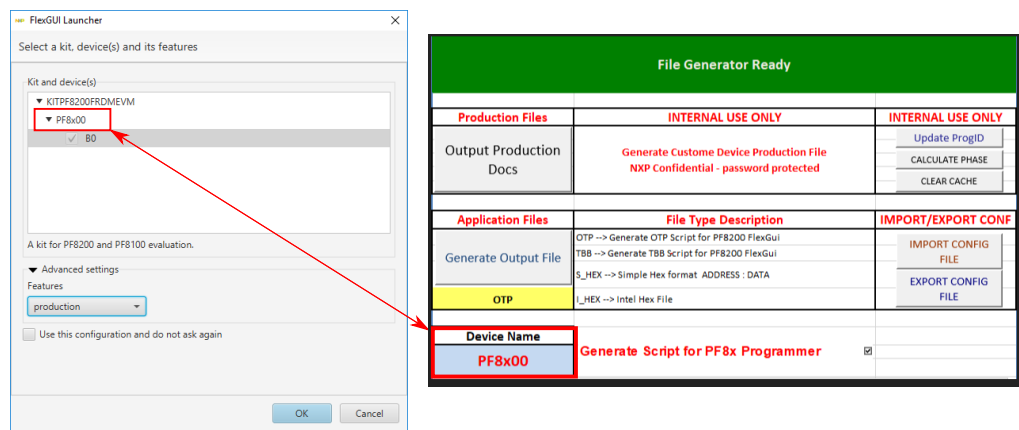 FlexGUI Launcher
Select a kit, device(s) and its features
Kit and device(s)
KITPF8200FRDMEVM
PF8x00
B0
A kit for PF8200 and PF8100 evaluation.
Advanced settings
Features
production
Use this configuration and do not ask again
OK
Cancel
File Generator Ready
Production Files
INTERNAL USE ONLY
INTERNAL USE ONLY
Output Production
Docs
Generate Custome Device Production File
NXP Confidential - password protected
Update ProgID
CALCULATE PHASE
CLEAR CACHE
Application Files
File Type Description
IMPORT/EXPORT CONF
Generate Output File
OTP
OTP --> Generate OTP Script for PF8200 FlexGui
TBB --> Generate TBB Script for PF8200 FlexGui
S_HEX --> Simple Hex format ADDRESS : DATA
I_HEX --> Intel Hex File
IMPORT CONFIG
FILE
EXPORT CONFIG
FILE
Device Name
PF8x00
Generate Script for PF8x Programmer